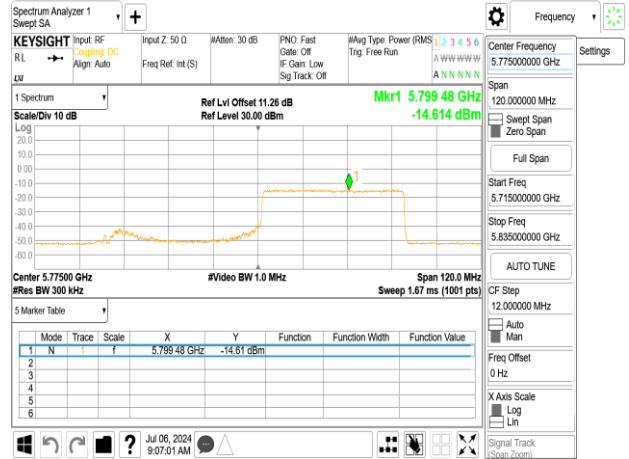 Spectrum Analyzer 1
Swept SA
Frequency
KEYSIGHT
RL
LXI
Input: RF
Coupling: DC
Align: Auto
Input Z: 50 Ω
Freq Ref: Int (S)
#Atten: 30 dB
PNO: Fast
Gate: Off
IF Gain: Low
Sig Track: Off
#Avg Type: Power (RMS
Trig: Free Run
1 2 3 4 5 6
A W W W W W
A N N N N N
Center Frequency
5.775000000 GHz
Settings
Span
120.000000 MHz
Swept Span
Zero Span
Full Span
Start Freq
5.715000000 GHz
Stop Freq
5.835000000 GHz
AUTO TUNE
CF Step
12.000000 MHz
Auto
Man
Freq Offset
0 Hz
X Axis Scale
Log
Lin
Signal Track
(Span Zoom)
1 Spectrum
Scale/Div 10 dB
Ref Lvl Offset 11.26 dB
Ref Level 30.00 dBm
Mkr1 5.799 48 GHz
-14.614 dBm
Log
20.0
10.0
0.00
-10.0
-20.0
-30.0
-40.0
-50.0
-60.0
1
Center 5.77500 GHz
#Video BW 1.0 MHz
Span 120.0 MHz
#Res BW 300 kHz
Sweep 1.67 ms (1001 pts)
5 Marker Table
Mode Trace Scale X Y Function Function Width Function Value
1 N 1 f 5.799 48 GHz -14.61 dBm
2
3
4
5
6
?
Jul 06, 2024
9:07:01 AM